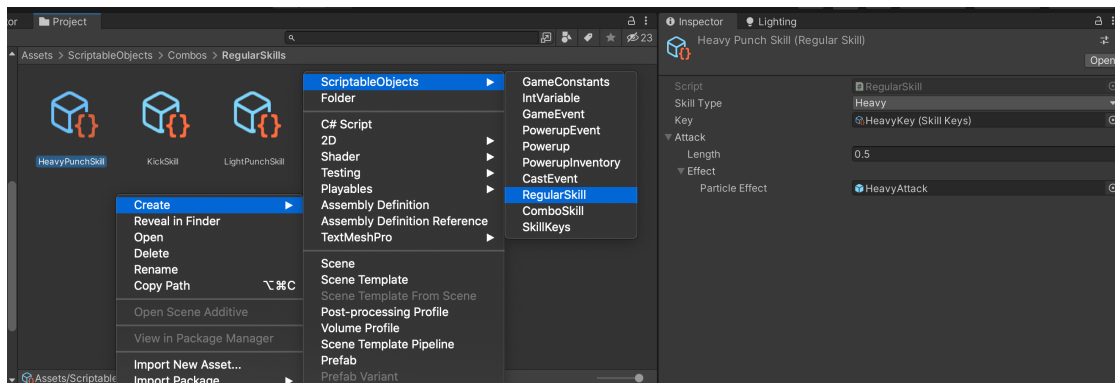 or
Project
23
Assets > ScriptableObjects > Combos > RegularSkills
HeavyPunchSkill
KickSkill
LightPunchSkill
Create
Reveal in Finder
Open
Delete
Rename
Copy Path ⌥⌘C
Open Scene Additive
View in Package Manager
Import New Asset...
Import Package
Assets/Scriptable
ScriptableObjects
Folder
C# Script
2D
Shader
Testing
Playables
Assembly Definition
Assembly Definition Reference
TextMeshPro
Scene
Scene Template
Scene Template From Scene
Post-processing Profile
Volume Profile
Scene Template Pipeline
Prefab
Prefab Variant
GameConstants
IntVariable
GameEvent
PowerupEvent
Powerup
PowerupInventory
CastEvent
RegularSkill
ComboSkill
SkillKeys
Inspector
Lighting
Heavy Punch Skill (Regular Skill)
Open
Script RegularSkill
Skill Type Heavy
Key HeavyKey (Skill Keys)
Attack
Length 0.5
Effect
Particle Effect HeavyAttack